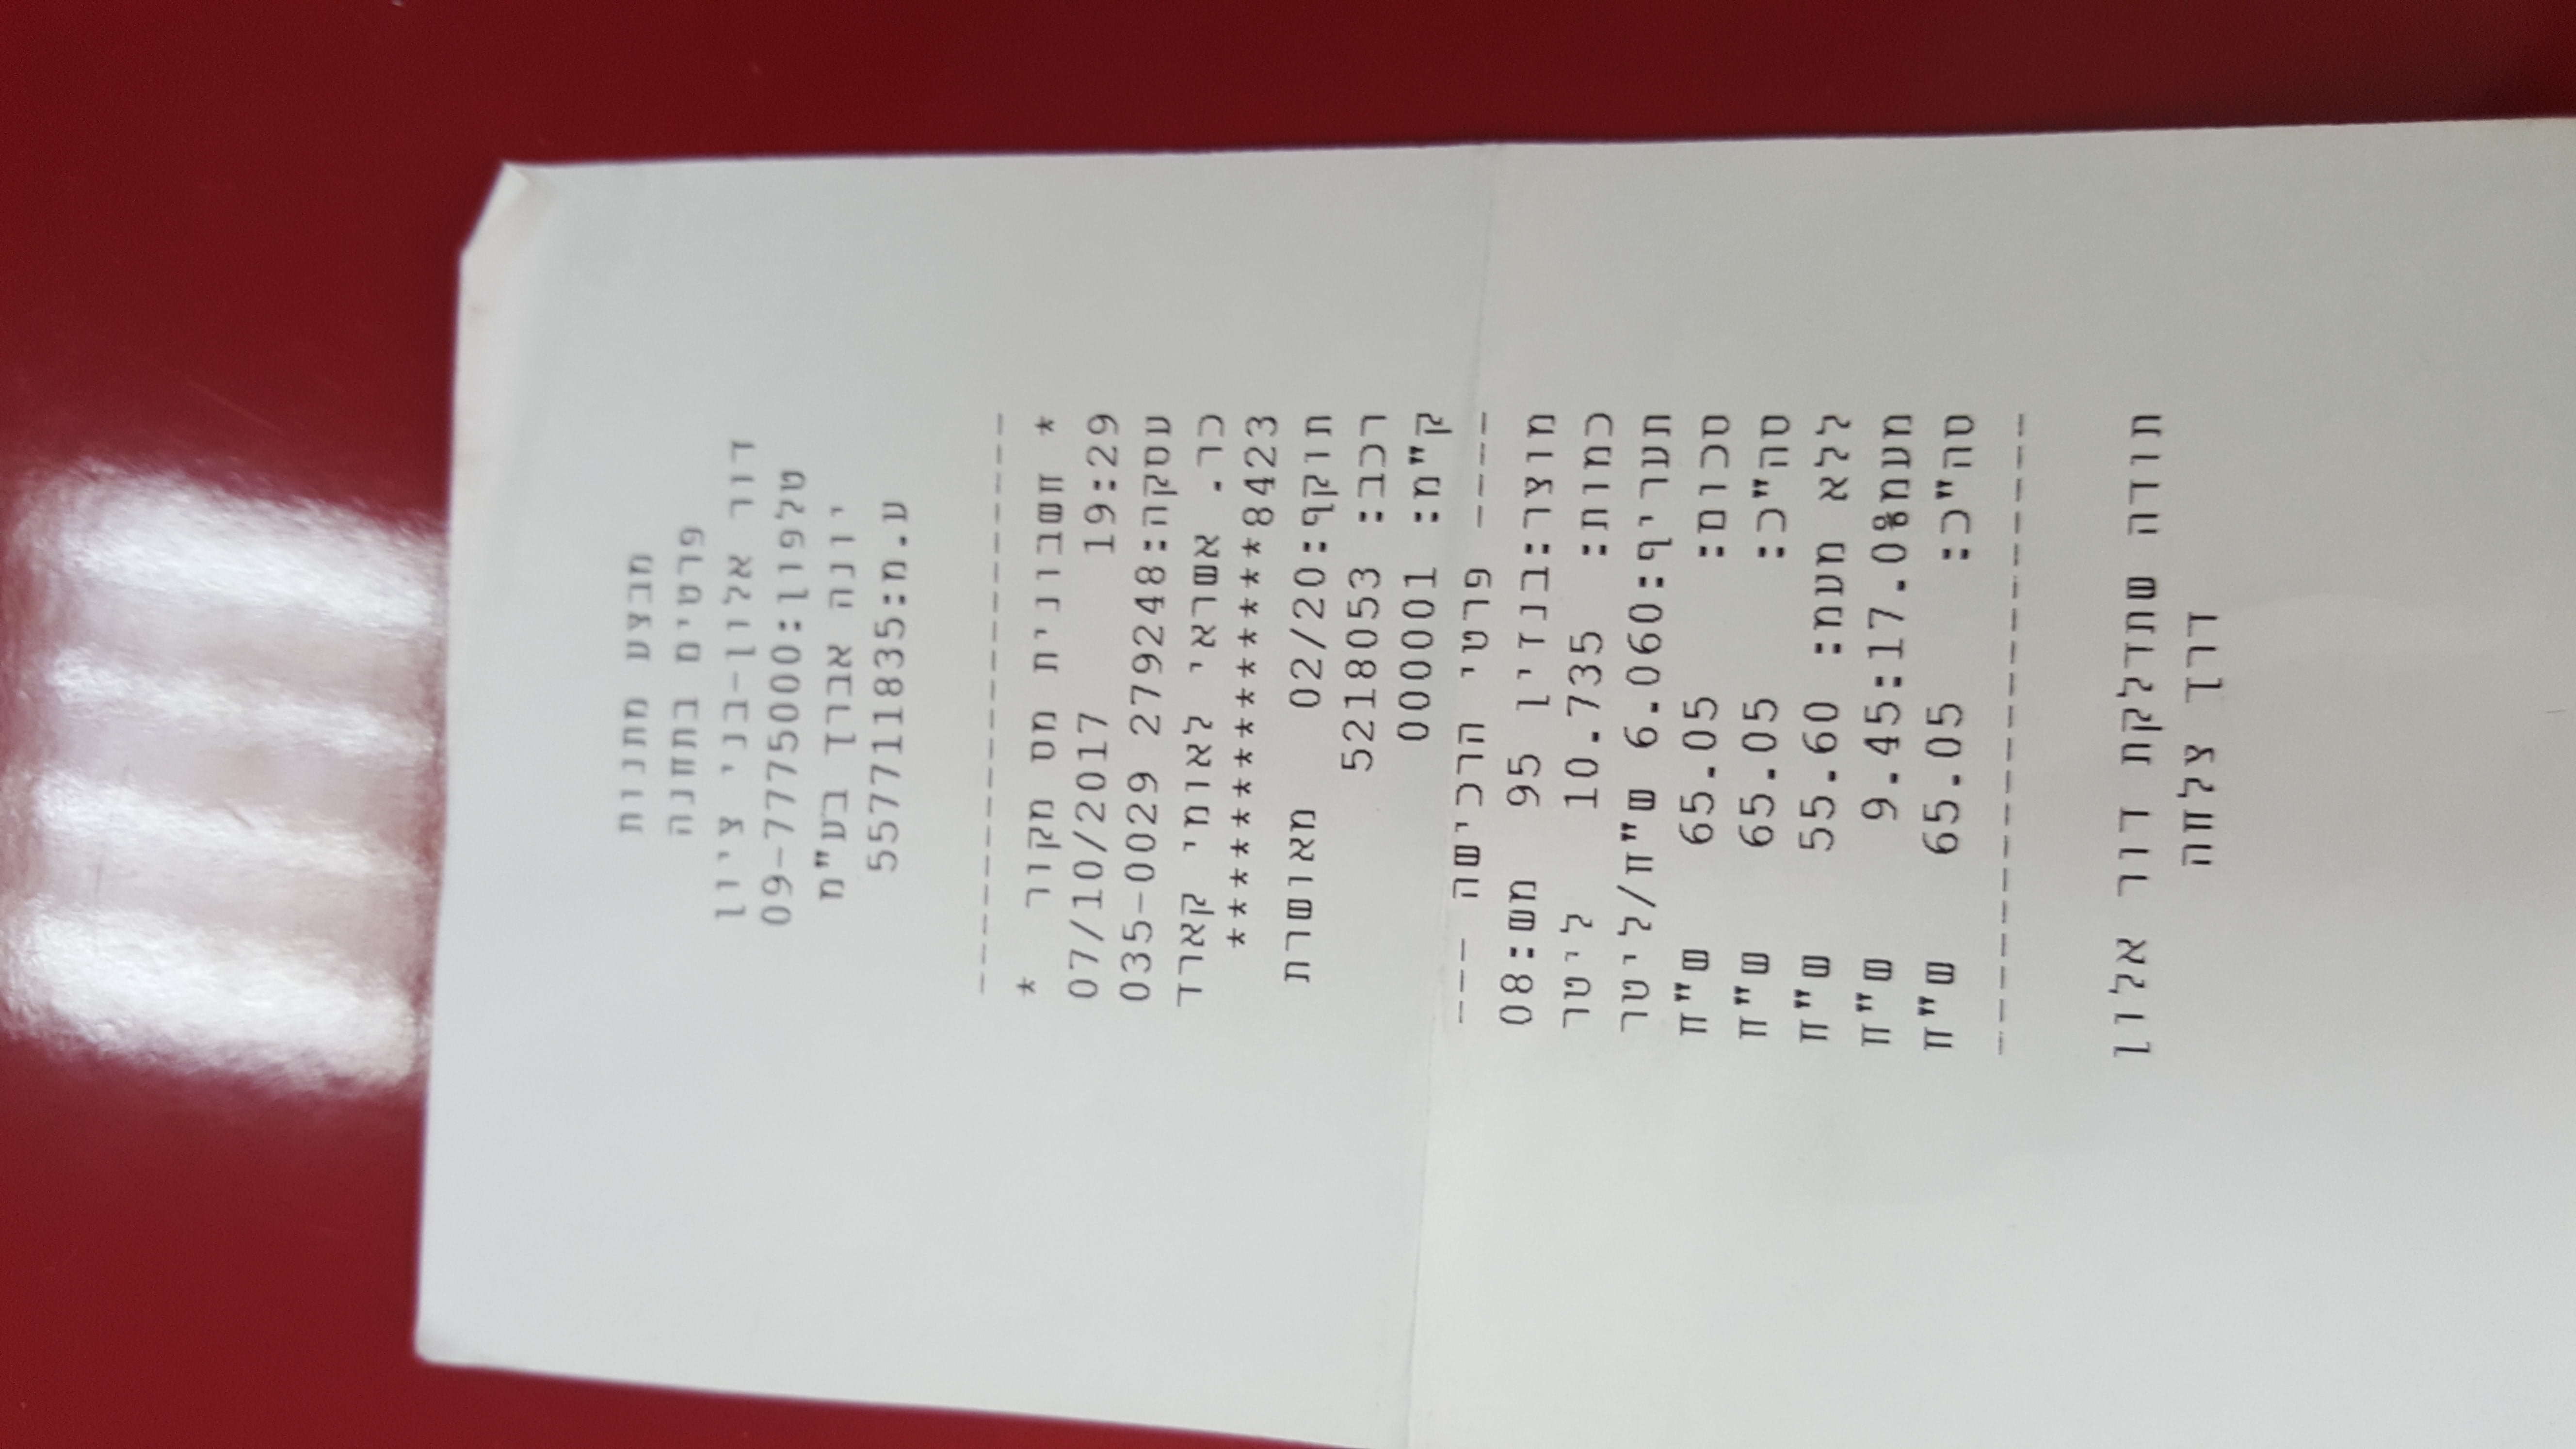 מבצע מתנות
פרטים בתחנה
דור אלון-בני ציון
טלפון:09-7775000
יונה אברך בע"מ
ע.מ:557711835
--------------------
* חשבונית מס מקור *
19:29 07/10/2017
עסקה:279248 035-0029
כר. אשראי לאומי קארד
**************8423
תוקף:02/20 מאושרת
רכב: 5218053
ק"מ: 000001
---- פרטי הרכישה ---
מוצר:בנזין 95 מש:08
כמות: 10.735 ליטר
תעריף:6.060 ש"ח/ליטר
סכום: 65.05 ש"ח
סה"כ: 65.05 ש"ח
ללא מעמ: 55.60 ש"ח
מעמ17.0%:9.45 ש"ח
סה"כ: 65.05 ש"ח
--------------------
תודה שתדלקת דור אלון
דרך צלחה